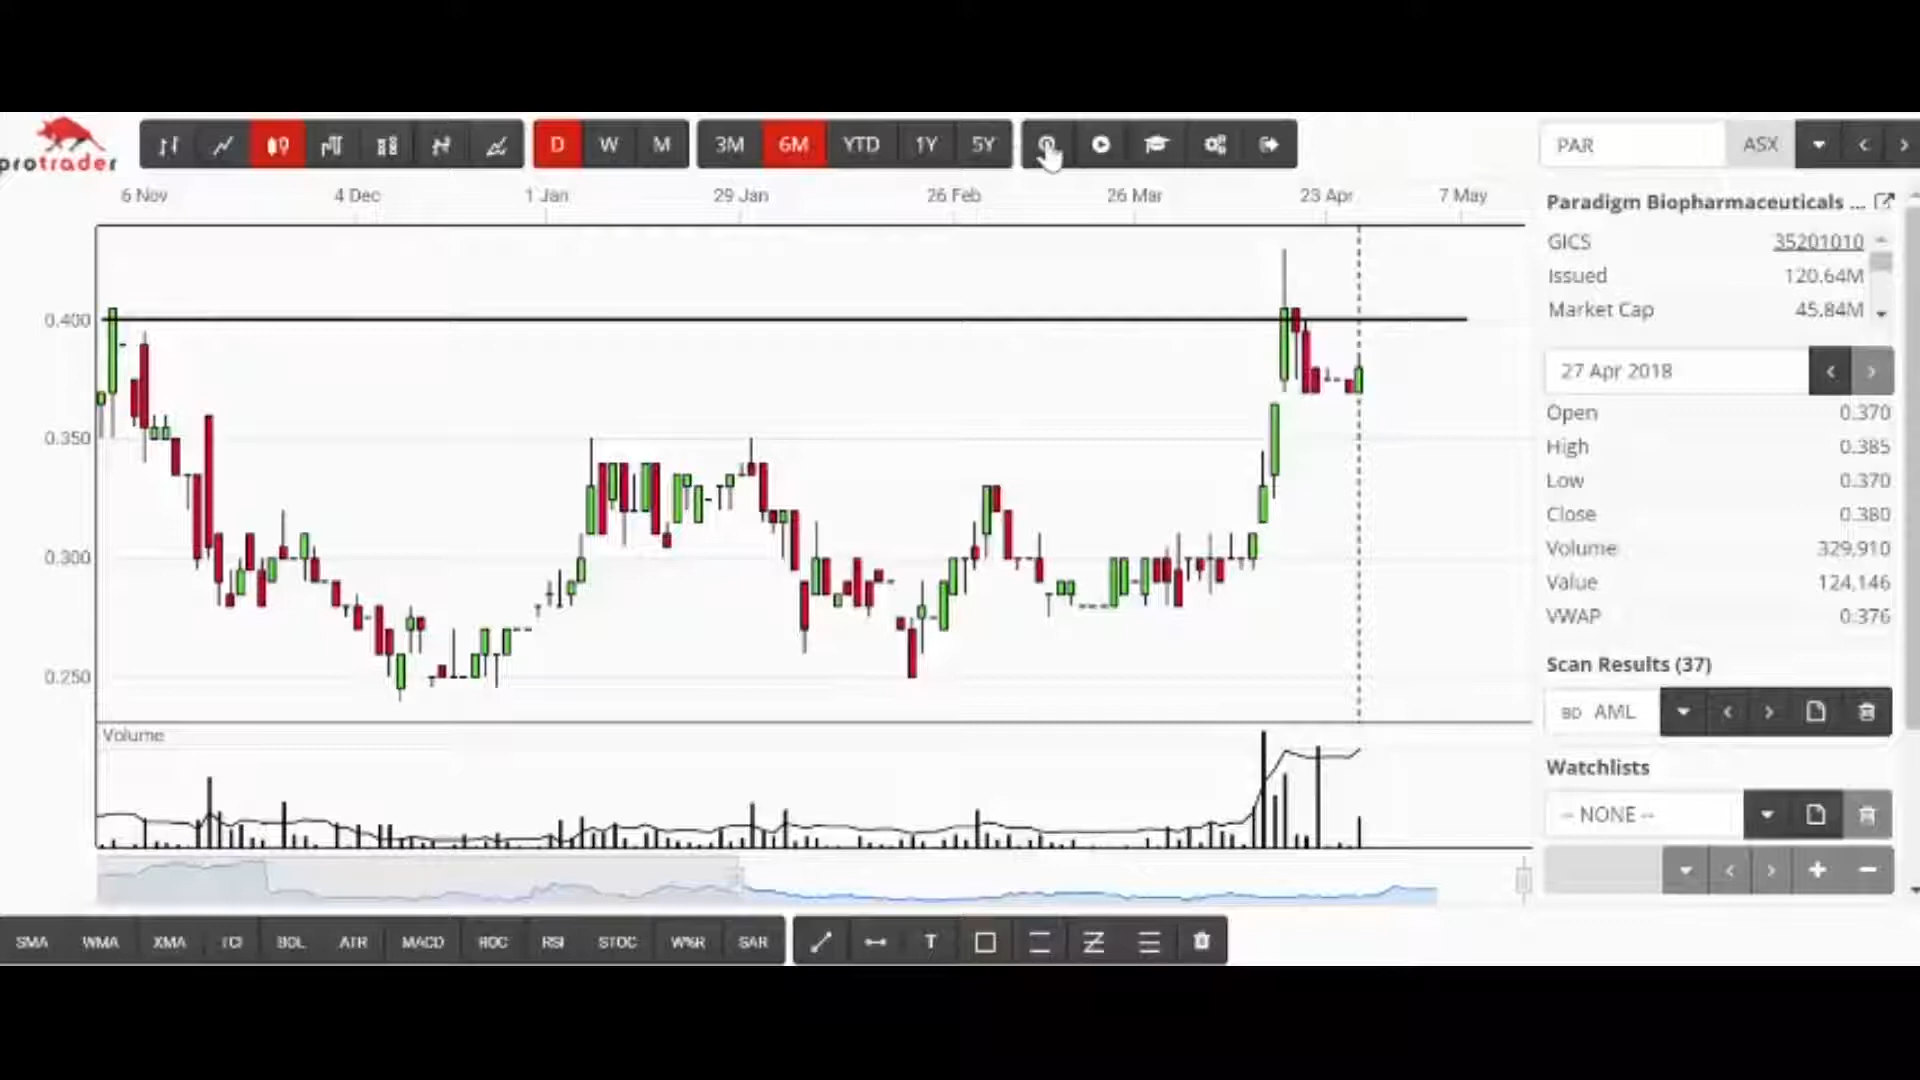 protrader
D W M
3M 6M YTD 1Y 5Y
PAR ASX
6 Nov 4 Dec 1 Jan 29 Jan 26 Feb 26 Mar 23 Apr 7 May
0.400
0.350
0.300
0.250
Volume
Paradigm Biopharmaceuticals ...
GICS 35201010
Issued 120.64M
Market Cap 45.84M
27 Apr 2018
Open 0.370
High 0.385
Low 0.370
Close 0.380
Volume 329,910
Value 124,146
VWAP 0.376
Scan Results (37)
BD AML
Watchlists
-- NONE --
SMA WMA XMA TCF BOL ATR MACD ROC RSI STOC W%R SAR
T